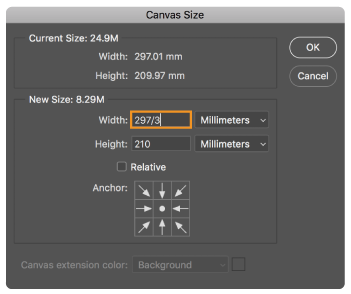 Canvas Size
Current Size: 24.9M
Width: 297.01 mm
Height: 209.97 mm
OK
Cancel
New Size: 8.29M
Width: 297/3 Millimeters
Height: 210 Millimeters
Relative
Anchor:
Canvas extension color: Background